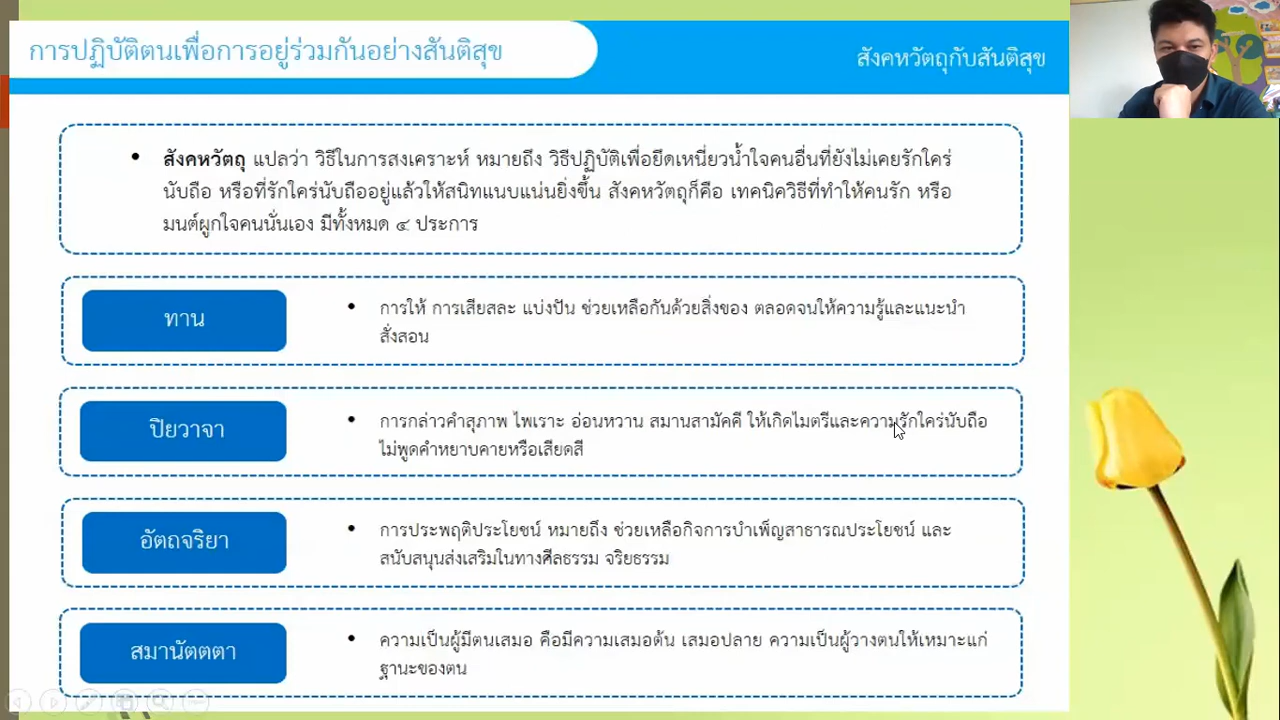 การปฏิบัติตนเพื่อการอยู่ร่วมกันอย่างสันติสุข
สังคหวัตถุกับสันติสุข
• สังคหวัตถุ แปลว่า วิธีในการสงเคราะห์ หมายถึง วิธีปฏิบัติเพื่อยึดเหนี่ยวน้ำใจคนอื่นที่ยังไม่เคยรักใคร่
นับถือ หรือที่รักใคร่นับถืออยู่แล้วให้สนิทแนบแน่นยิ่งขึ้น สังคหวัตถุก็คือ เทคนิควิธีที่ทำให้คนรัก หรือ
มนต์ผูกใจคนนั่นเอง มีทั้งหมด ๔ ประการ
ทาน
• การให้ การเสียสละ แบ่งปัน ช่วยเหลือกันด้วยสิ่งของ ตลอดจนให้ความรู้และแนะนำ
สั่งสอน
ปิยวาจา
• การกล่าวคำสุภาพ ไพเราะ อ่อนหวาน สมานสามัคคี ให้เกิดไมตรีและความรักใคร่นับถือ
ไม่พูดคำหยาบคายหรือเสียดสี
อัตถจริยา
• การประพฤติประโยชน์ หมายถึง ช่วยเหลือกิจการบำเพ็ญสาธารณประโยชน์ และ
สนับสนุนส่งเสริมในทางศีลธรรม จริยธรรม
สมานัตตตา
• ความเป็นผู้มีตนเสมอ คือมีความเสมอต้น เสมอปลาย ความเป็นผู้วางตนให้เหมาะแก่
ฐานะของตน